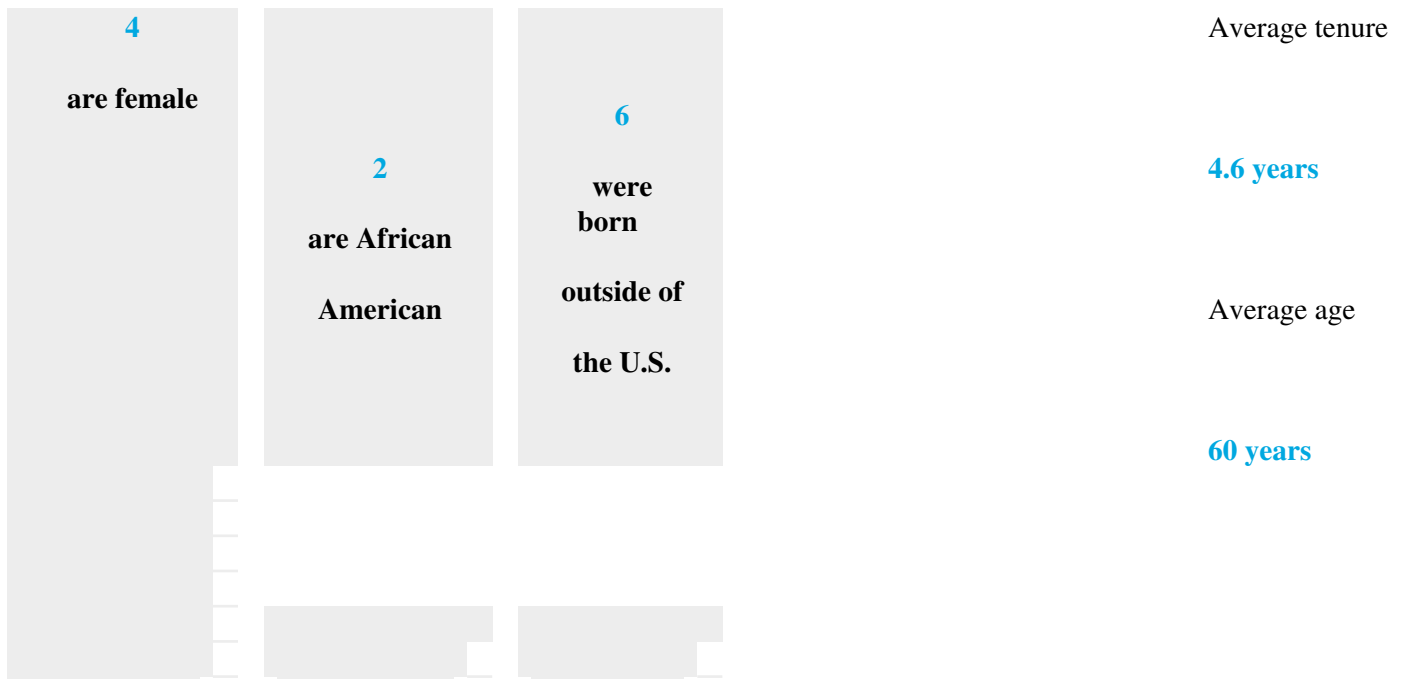 4
are female
2
are African
American
6
were
born
outside of
the U.S.
Average tenure
4.6 years
Average age
60 years